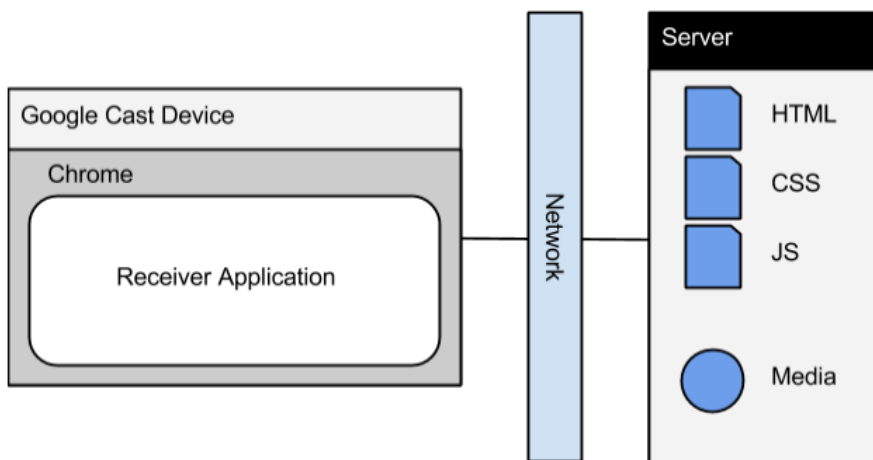 Google Cast Device
Chrome
Receiver Application
Network
Server
HTML
CSS
JS
Media